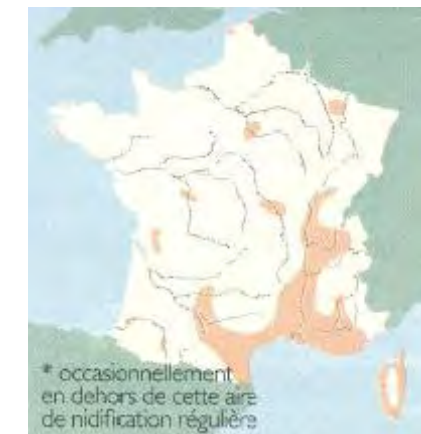 * occasionnellement
en dehors de cette aire
de nidification régulière